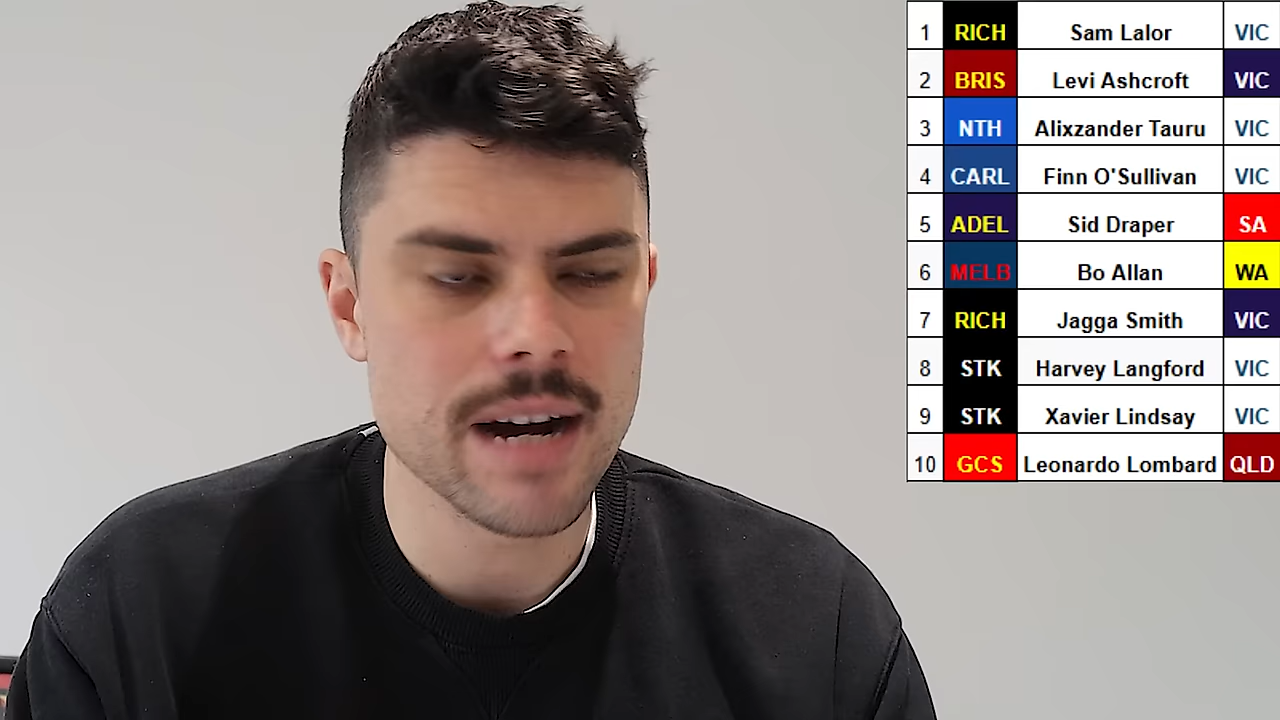 1 RICH Sam Lalor VIC
2 BRIS Levi Ashcroft VIC
3 NTH Alixzander Tauru VIC
4 CARL Finn O'Sullivan VIC
5 ADEL Sid Draper SA
6 MELB Bo Allan WA
7 RICH Jagga Smith VIC
8 STK Harvey Langford VIC
9 STK Xavier Lindsay VIC
10 GCS Leonardo Lombard QLD